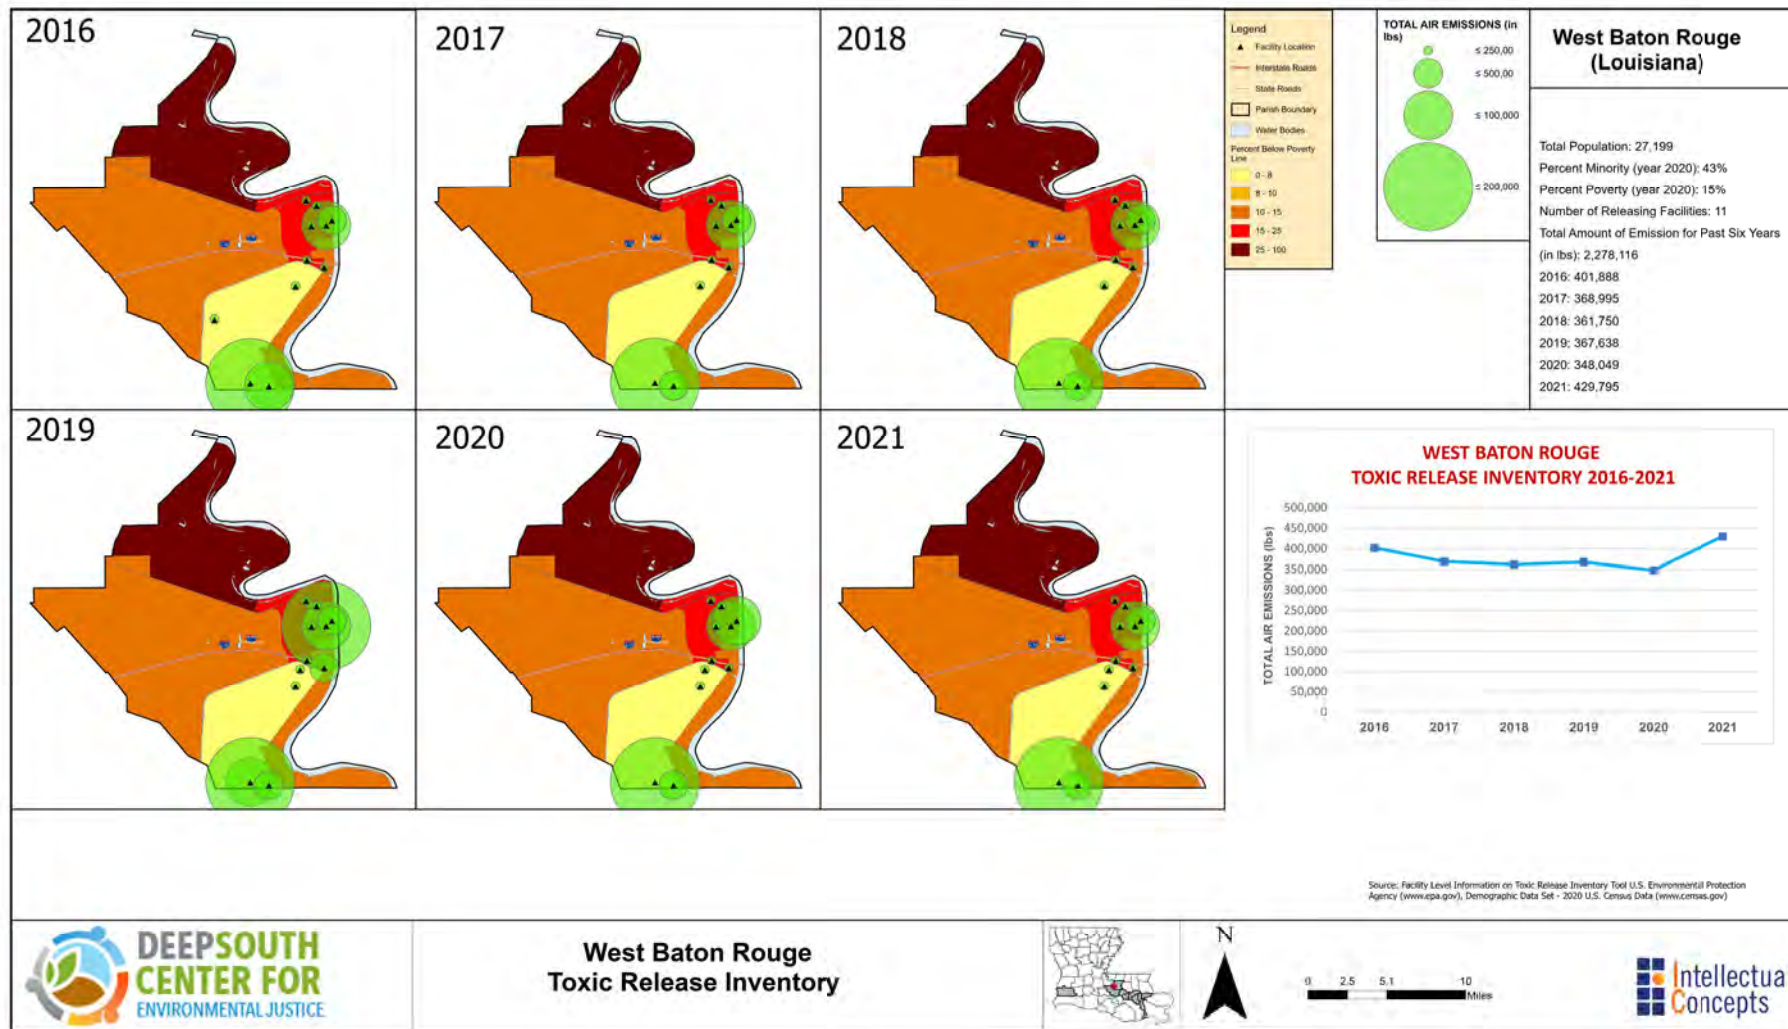 2016
2017
2018
Legend
Facility Location
Interstate Roads
State Roads
Parish Boundary
Water Bodies
Percent Below Poverty
Line
0 - 8
8 - 10
10 - 15
15 - 25
25 - 100
TOTAL AIR EMISSIONS (in
lbs)
≤ 250,00
≤ 500,00
≤ 100,000
≤ 200,000
West Baton Rouge
(Louisiana)
Total Population: 27,199
Percent Minority (year 2020): 43%
Percent Poverty (year 2020): 15%
Number of Releasing Facilities: 11
Total Amount of Emission for Past Six Years
(in lbs): 2,278,116
2016: 401,888
2017: 368,995
2018: 361,750
2019: 367,638
2020: 348,049
2021: 429,795
2019
2020
2021
WEST BATON ROUGE
TOXIC RELEASE INVENTORY 2016-2021
TOTAL AIR EMISSIONS (lbs)
500,000
450,000
400,000
350,000
300,000
250,000
200,000
150,000
100,000
50,000
0
2016 2017 2018 2019 2020 2021
Source: Facility Level Information on Toxic Release Inventory Tool U.S. Environmental Protection
Agency (www.epa.gov), Demographic Data Set - 2020 U.S. Census Data (www.census.gov)
DEEPSOUTH
CENTER FOR
ENVIRONMENTAL JUSTICE
West Baton Rouge
Toxic Release Inventory
N
0 2.5 5.1 10
Miles
Intellectua
Concepts